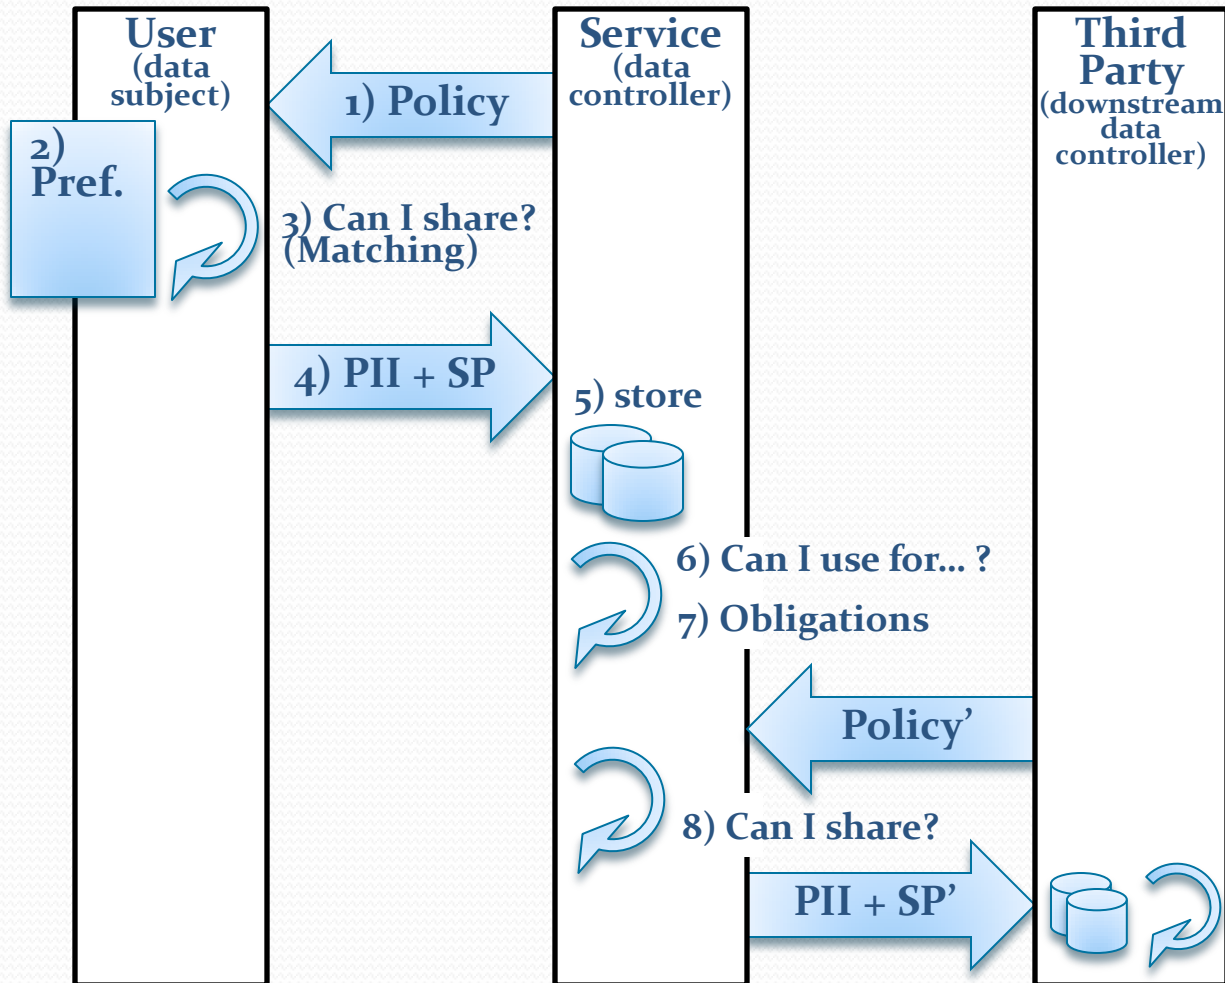 User
(data
subject)
Service
(data
controller)
Third
Party
(downstream
data
controller)
1) Policy
2)
Pref.
3) Can I share?
(Matching)
4) PII + SP
5) store
6) Can I use for... ?
7) Obligations
Policy’
8) Can I share?
PII + SP’